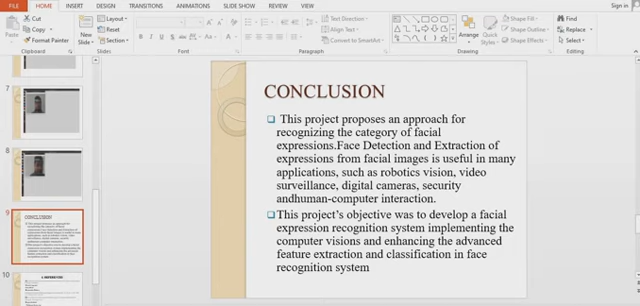 FILE HOME INSERT DESIGN TRANSITIONS ANIMATIONS SLIDE SHOW REVIEW VIEW Sign in
Paste
Cut
Copy
Format Painter
Clipboard
New Slide
Layout
Reset
Section
Slides
Font
Paragraph
Text Direction
Align Text
Convert to SmartArt
Arrange
Quick Styles
Shape Fill
Shape Outline
Shape Effects
Drawing
Find
Replace
Select
Editing
7
8
9
CONCLUSION
10
CONCLUSION
This project proposes an approach for
recognizing the category of facial
expressions.Face Detection and Extraction of
expressions from facial images is useful in many
applications, such as robotics vision, video
surveillance, digital cameras, security
andhuman-computer interaction.
This project's objective was to develop a facial
expression recognition system implementing the
computer visions and enhancing the advanced
feature extraction and classification in face
recognition system